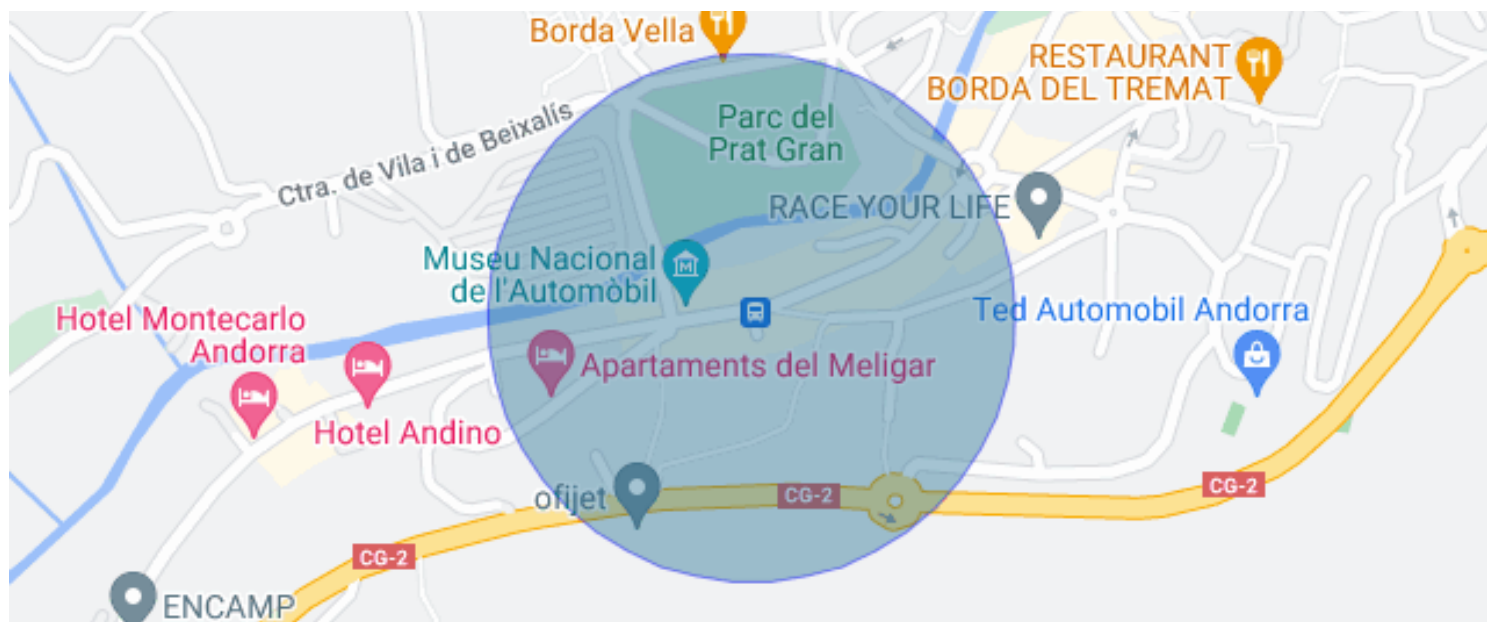 Borda Vella
RESTAURANT
BORDA DEL TREMAT
Parc del
Prat Gran
Ctra. de Vila i de Beixalís
RACE YOUR LIFE
Museu Nacional
de l'Automòbil
M
Hotel Montecarlo
Andorra
Ted Automobil Andorra
Apartaments del Meligar
Hotel Andino
ofijet
CG-2
CG-2
CG-2
ENCAMP